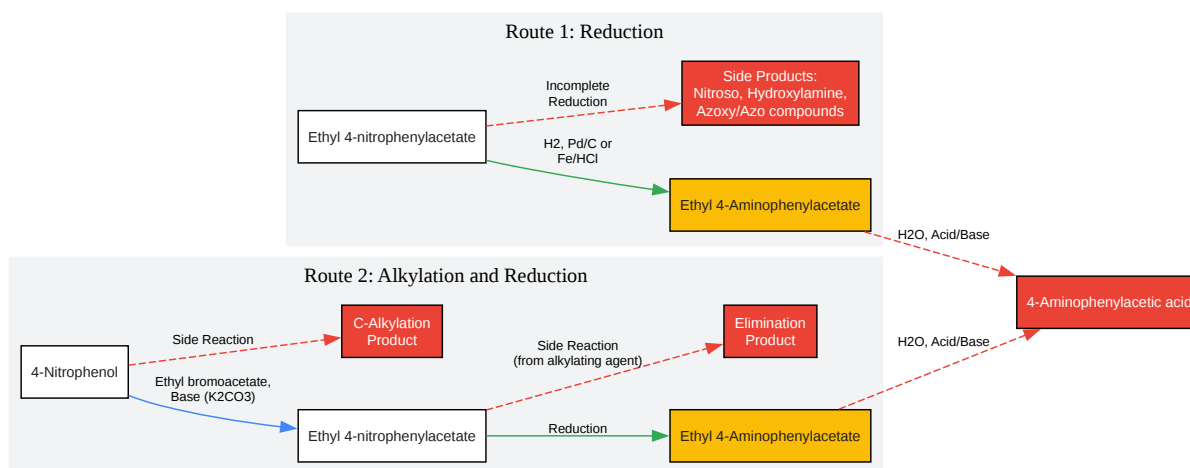 Route 1: Reduction
Ethyl 4-nitrophenylacetate
Incomplete
Reduction
Side Products:
Nitroso, Hydroxylamine,
Azoxy/Azo compounds
H2, Pd/C or
Fe/HCl
Ethyl 4-Aminophenylacetate
H2O, Acid/Base
4-Aminophenylacetic acid
Route 2: Alkylation and Reduction
4-Nitrophenol
Side Reaction
C-Alkylation
Product
Ethyl bromoacetate,
Base (K2CO3)
Ethyl 4-nitrophenylacetate
Side Reaction
(from alkylating agent)
Elimination
Product
Reduction
Ethyl 4-Aminophenylacetate
H2O, Acid/Base